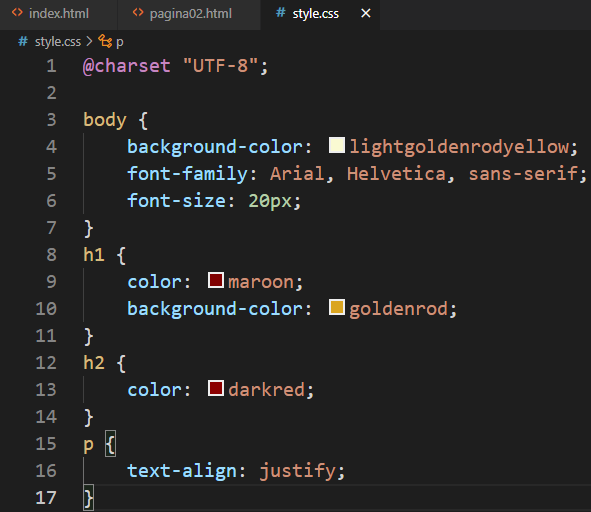 index.html pagina02.html style.css
style.css > p
1 @charset "UTF-8";
2
3 body {
4 background-color: lightgoldenrodyellow;
5 font-family: Arial, Helvetica, sans-serif;
6 font-size: 20px;
7 }
8 h1 {
9 color: maroon;
10 background-color: goldenrod;
11 }
12 h2 {
13 color: darkred;
14 }
15 p {
16 text-align: justify;
17 }